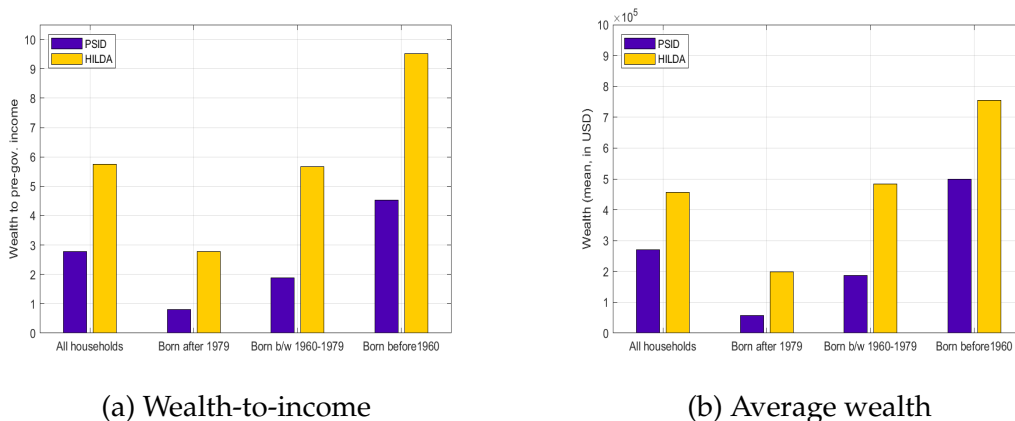 10
9
8
7
6
5
4
3
2
1
0
Wealth to pre-gov. income
PSID
HILDA
All households
Born after 1979
Born b/w 1960-1979
Born before1960
(a) Wealth-to-income
×10⁵
10
9
8
7
6
5
4
3
2
1
0
Wealth (mean, in USD)
PSID
HILDA
All households
Born after 1979
Born b/w 1960-1979
Born before1960
(b) Average wealth